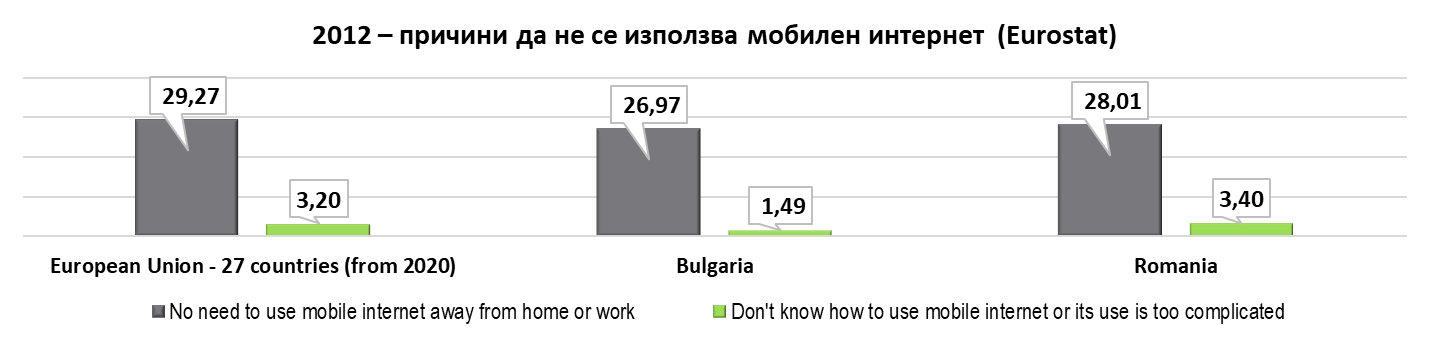 2012 – причини да не се използва мобилен интернет (Eurostat)
29,27
3,20
26,97
1,49
28,01
3,40
European Union - 27 countries (from 2020)
Bulgaria
Romania
No need to use mobile internet away from home or work
Don't know how to use mobile internet or its use is too complicated